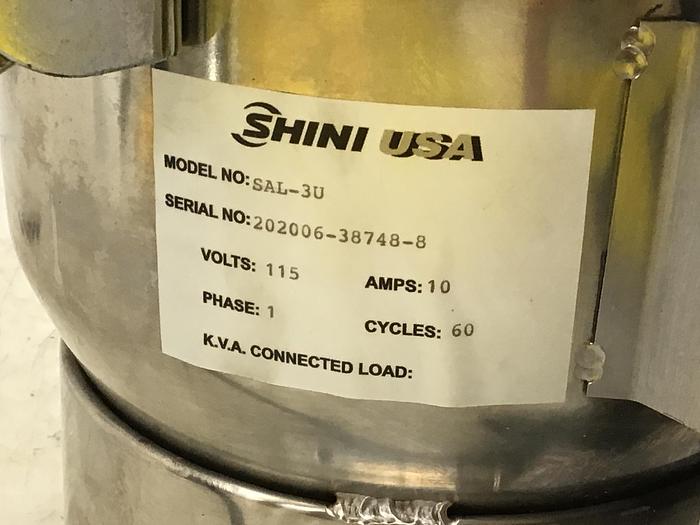 SHINI USA
MODEL NO: SAL-3U
SERIAL NO: 202006-38748-8
VOLTS: 115 AMPS: 10
PHASE: 1 CYCLES: 60
K.V.A. CONNECTED LOAD: